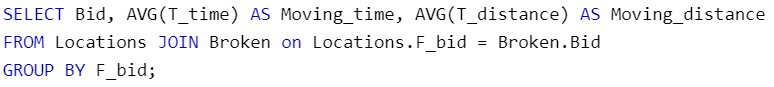 SELECT Bid, AVG(T_time) AS Moving_time, AVG(T_distance) AS Moving_distance
FROM Locations JOIN Broken on Locations.F_bid = Broken.Bid
GROUP BY F_bid;